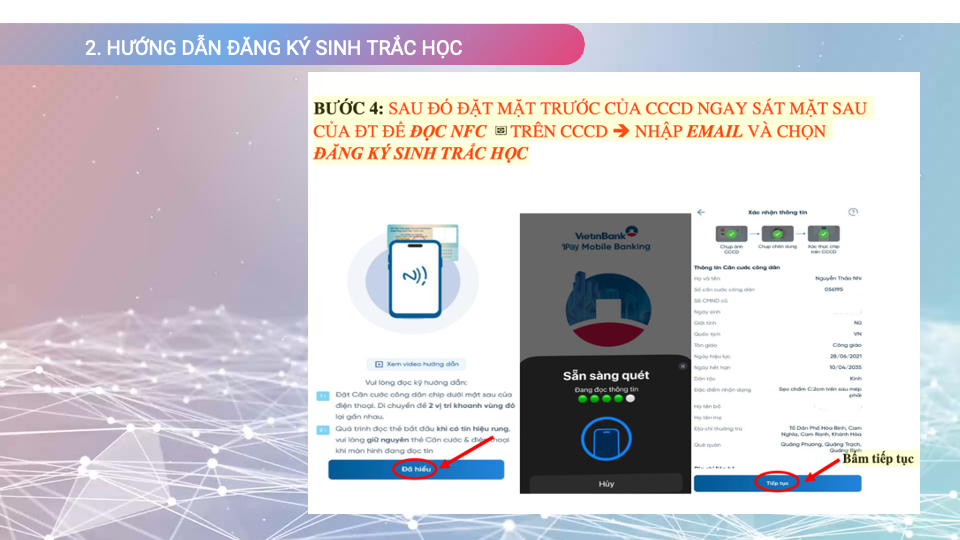 2. HƯỚNG DẪN ĐĂNG KÝ SINH TRẮC HỌC
BƯỚC 4: SAU ĐÓ ĐẶT MẶT TRƯỚC CỦA CCCD NGAY SÁT MẶT SAU
CỦA ĐT ĐỂ ĐỌC NFC TRÊN CCCD ➔ NHẬP EMAIL VÀ CHỌN
ĐĂNG KÝ SINH TRẮC HỌC
Xem video hướng dẫn
Vui lòng đọc kỹ hướng dẫn:
Đặt Căn cước công dân chip dưới mặt sau của
điện thoại. Di chuyển để 2 vị trí khoanh vùng đỏ
lại gần nhau.
Quá trình đọc thẻ bắt đầu khi có tín hiệu rung,
vui lòng giữ nguyên thẻ Căn cước & điện thoại
khi màn hình đang đọc tin
Đã hiểu
VietinBank
iPay Mobile Banking
Sẵn sàng quét
Đang đọc thông tin
Hủy
Xác nhận thông tin
Chụp ảnh CCCD
Chụp chân dung
Xác thực chip trên CCCD
Thông tin Căn cước công dân
Họ và tên Nguyễn Thảo Nhi
Số căn cước công dân 056195
Số CMND cũ
Ngày sinh
Giới tính Nữ
Quốc tịch VN
Tôn giáo Công giáo
Ngày hiệu lực 28/06/2021
Ngày hết hạn 10/04/2035
Dân tộc Kinh
Đặc điểm nhận dạng Sẹo chấm C:2cm trên sau mép
phải
Họ tên bố
Họ tên mẹ
Địa chỉ thường trú Tổ Dân Phố Hòa Bình, Cam
Nghĩa, Cam Ranh, Khánh Hòa
Quê quán Quảng Phương, Quảng Trạch,
Quảng Bình
Bấm tiếp tục
Tiếp tục